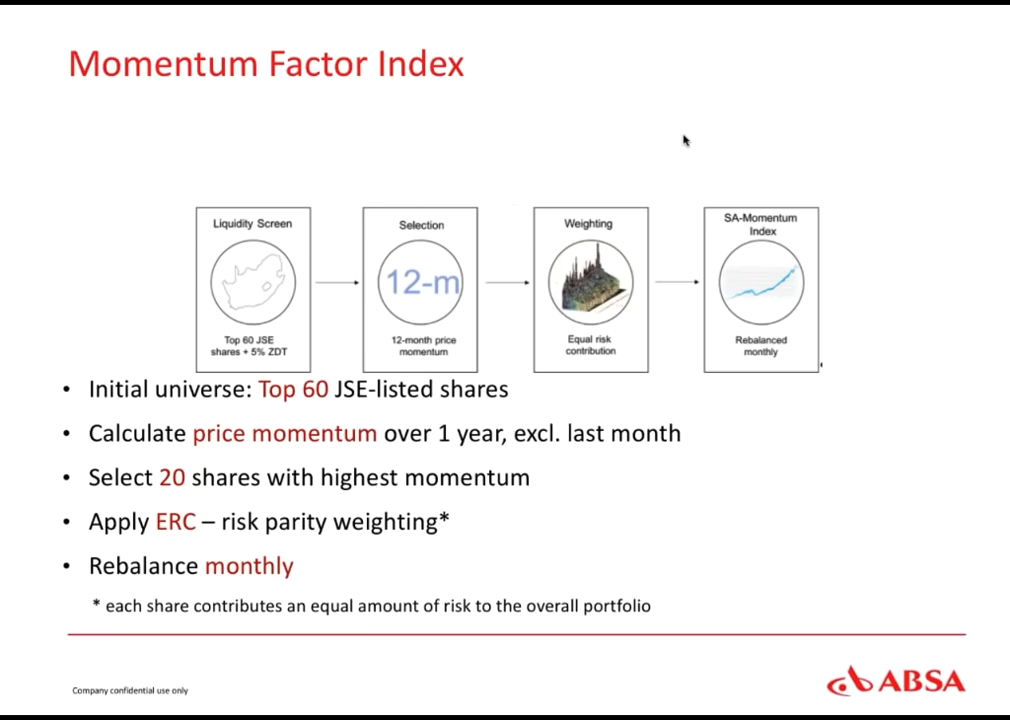 Momentum Factor Index
Liquidity Screen
Top 60 JSE
shares + 5% ZDT
Selection
12-m
12-month price
momentum
Weighting
Equal risk
contribution
SA-Momentum
Index
Rebalanced
monthly
• Initial universe: Top 60 JSE-listed shares
• Calculate price momentum over 1 year, excl. last month
• Select 20 shares with highest momentum
• Apply ERC – risk parity weighting*
• Rebalance monthly
* each share contributes an equal amount of risk to the overall portfolio
Company confidential use only
ABSA